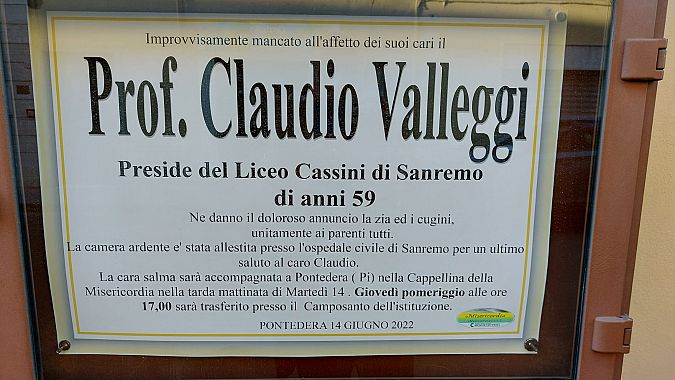 Improvvisamente mancato all'affetto dei suoi cari il
Prof. Claudio Valleggi
Preside del Liceo Cassini di Sanremo
di anni 59
Ne danno il doloroso annuncio la zia ed i cugini,
unitamente ai parenti tutti.
La camera ardente e' stata allestita presso l'ospedale civile di Sanremo per un ultimo
saluto al caro Claudio.
La cara salma sarà accompagnata a Pontedera ( Pi) nella Cappellina della
Misericordia nella tarda mattinata di Martedì 14 . Giovedì pomeriggio alle ore
17,00 sarà trasferito presso il Camposanto dell'istituzione.
Misericordia
PONTEDERA 14 GIUGNO 2022